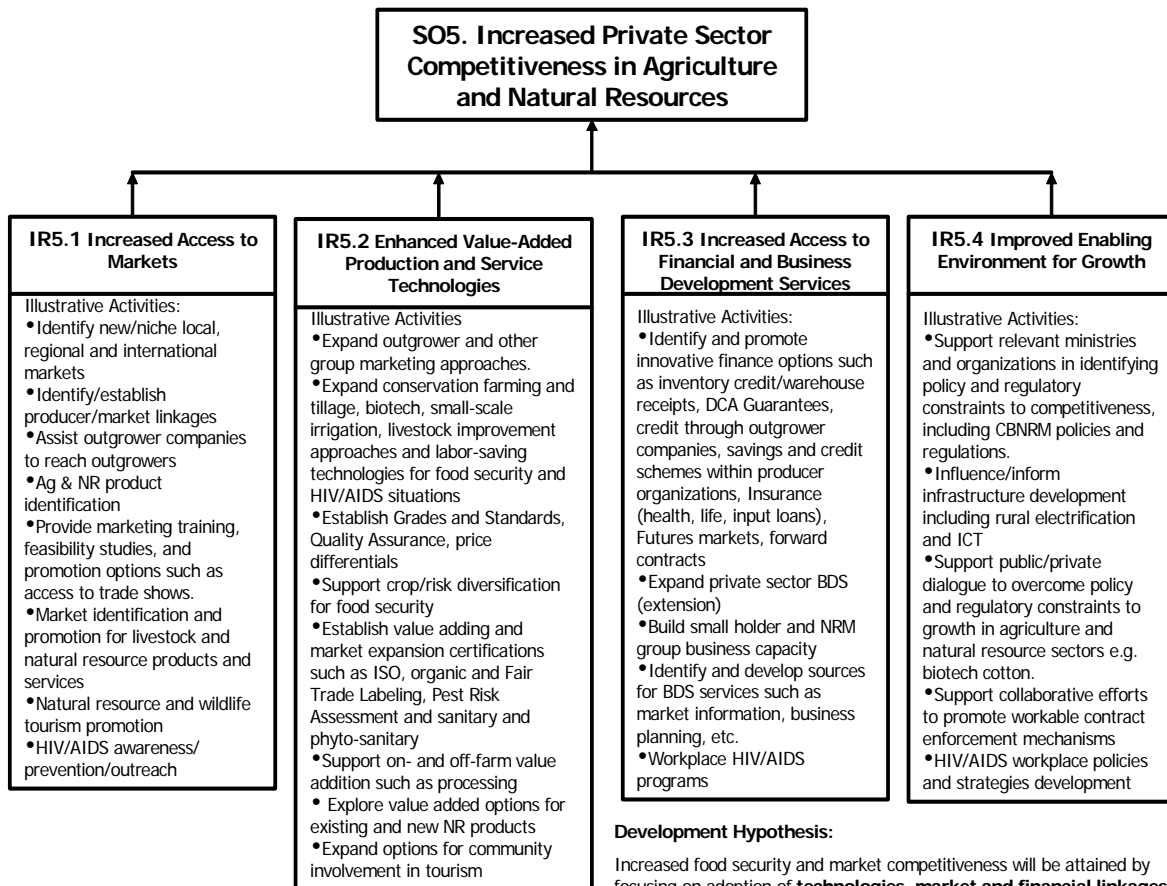 SO5. Increased Private Sector
Competitiveness in Agriculture
and Natural Resources
IR5.1 Increased Access to
Markets
Illustrative Activities:
•Identify new/niche local,
regional and international
markets
•Identify/establish
producer/market linkages
•Assist outgrower companies
to reach outgrowers
•Ag & NR product
identification
•Provide marketing training,
feasibility studies, and
promotion options such as
access to trade shows.
•Market identification and
promotion for livestock and
natural resource products and
services
•Natural resource and wildlife
tourism promotion
•HIV/AIDS awareness/
prevention/outreach
IR5.2 Enhanced Value-Added
Production and Service
Technologies
Illustrative Activities
•Expand outgrower and other
group marketing approaches.
•Expand conservation farming and
tillage, biotech, small-scale
irrigation, livestock improvement
approaches and labor-saving
technologies for food security and
HIV/AIDS situations
•Establish Grades and Standards,
Quality Assurance, price
differentials
•Support crop/risk diversification
for food security
•Establish value adding and
market expansion certifications
such as ISO, organic and Fair
Trade Labeling, Pest Risk
Assessment and sanitary and
phyto-sanitary
•Support on- and off-farm value
addition such as processing
• Explore value added options for
existing and new NR products
•Expand options for community
involvement in tourism
IR5.3 Increased Access to
Financial and Business
Development Services
Illustrative Activities:
•Identify and promote
innovative finance options such
as inventory credit/warehouse
receipts, DCA Guarantees,
credit through outgrower
companies, savings and credit
schemes within producer
organizations, Insurance
(health, life, input loans),
Futures markets, forward
contracts
•Expand private sector BDS
(extension)
•Build small holder and NRM
group business capacity
•Identify and develop sources
for BDS services such as
market information, business
planning, etc.
•Workplace HIV/AIDS
programs
IR5.4 Improved Enabling
Environment for Growth
Illustrative Activities:
•Support relevant ministries
and organizations in identifying
policy and regulatory
constraints to competitiveness,
including CBNRM policies and
regulations.
•Influence/inform
infrastructure development
including rural electrification
and ICT
•Support public/private
dialogue to overcome policy
and regulatory constraints to
growth in agriculture and
natural resource sectors e.g.
biotech cotton.
•Support collaborative efforts
to promote workable contract
enforcement mechanisms
•HIV/AIDS workplace policies
and strategies development
Development Hypothesis:
Increased food security and market competitiveness will be attained by
focusing on adoption of technologies, market and financial linkages